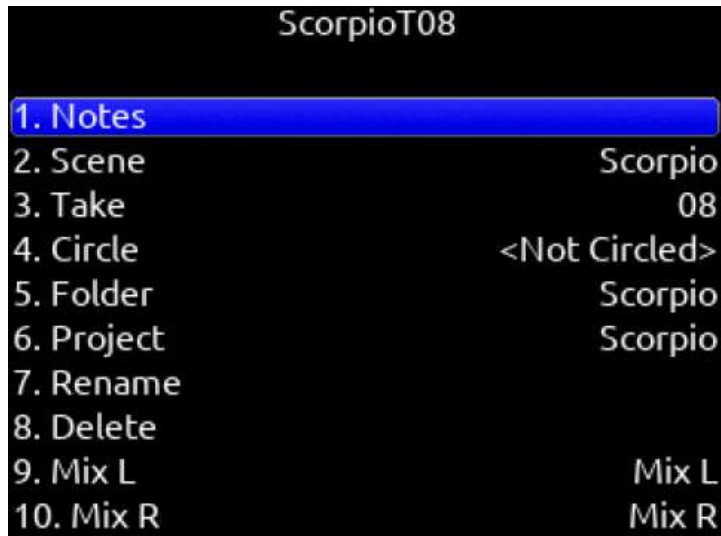 ScorpioT08
1. Notes
2. Scene Scorpio
3. Take 08
4. Circle <Not Circled>
5. Folder Scorpio
6. Project Scorpio
7. Rename
8. Delete
9. Mix L Mix L
10. Mix R Mix R